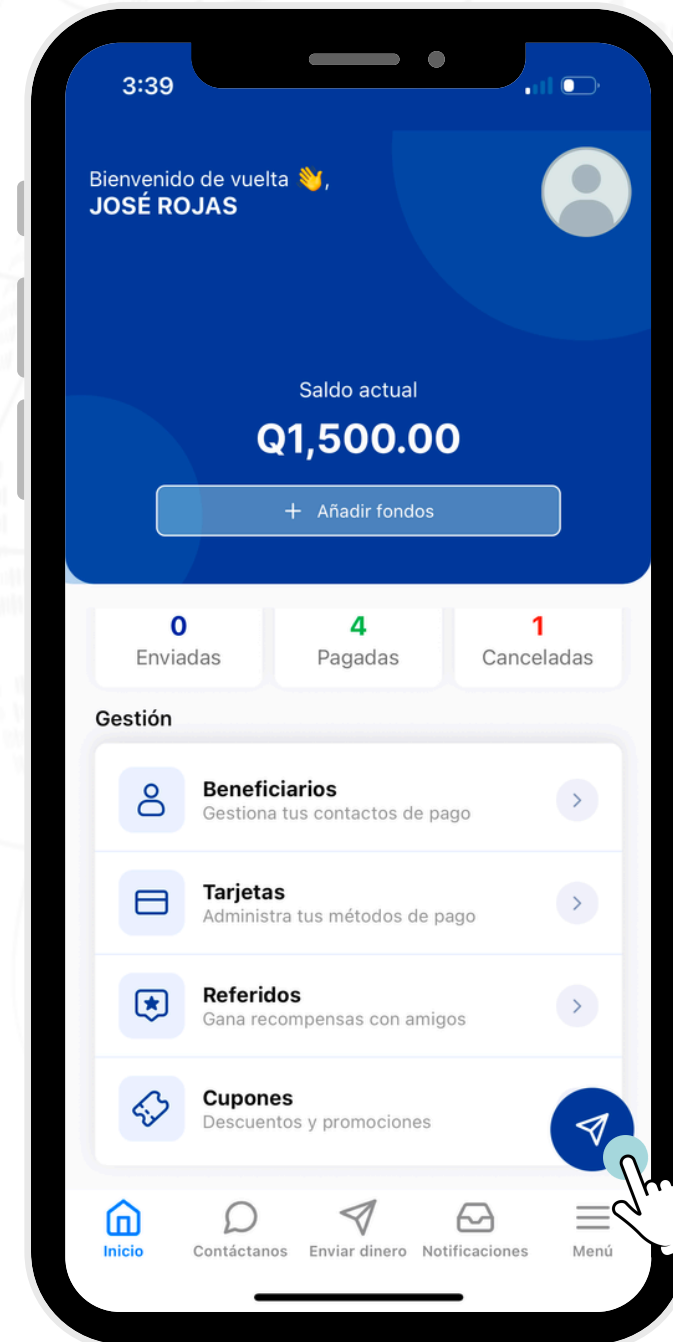 3:39
Bienvenido de vuelta 👋,
JOSÉ ROJAS
Saldo actual
Q1,500.00
+ Añadir fondos
0
Enviadas
4
Pagadas
1
Canceladas
Gestión
Beneficiarios
Gestiona tus contactos de pago
Tarjetas
Administra tus métodos de pago
Referidos
Gana recompensas con amigos
Cupones
Descuentos y promociones
Inicio
Contáctanos
Enviar dinero
Notificaciones
Menú